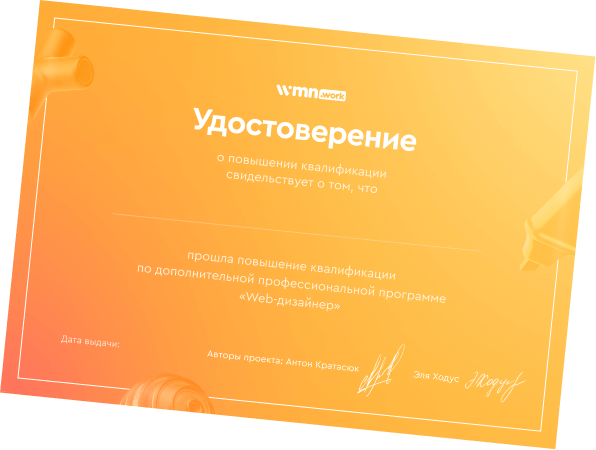 wmn.work
Удостоверение
о повышении квалификации
свидельствует о том, что
прошла повышение квалификации
по дополнительной профессиональной программе
«Web-дизайнер»
Дата выдачи:
Авторы проекта: Антон Кратасюк
Эля Ходус